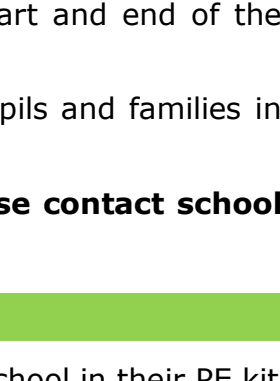 art and end of the
pils and families in
se contact school
chool in their PE kit